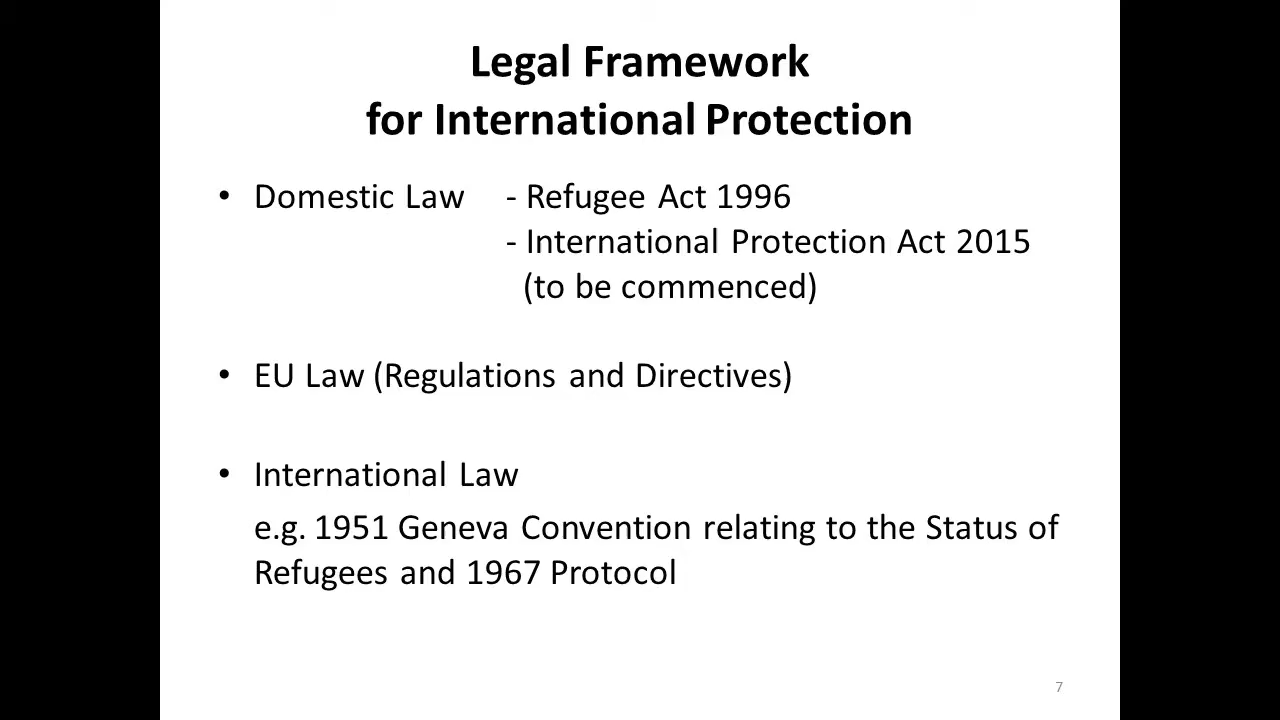 Legal Framework
for International Protection
• Domestic Law - Refugee Act 1996
- International Protection Act 2015
(to be commenced)
• EU Law (Regulations and Directives)
• International Law
e.g. 1951 Geneva Convention relating to the Status of
Refugees and 1967 Protocol
7